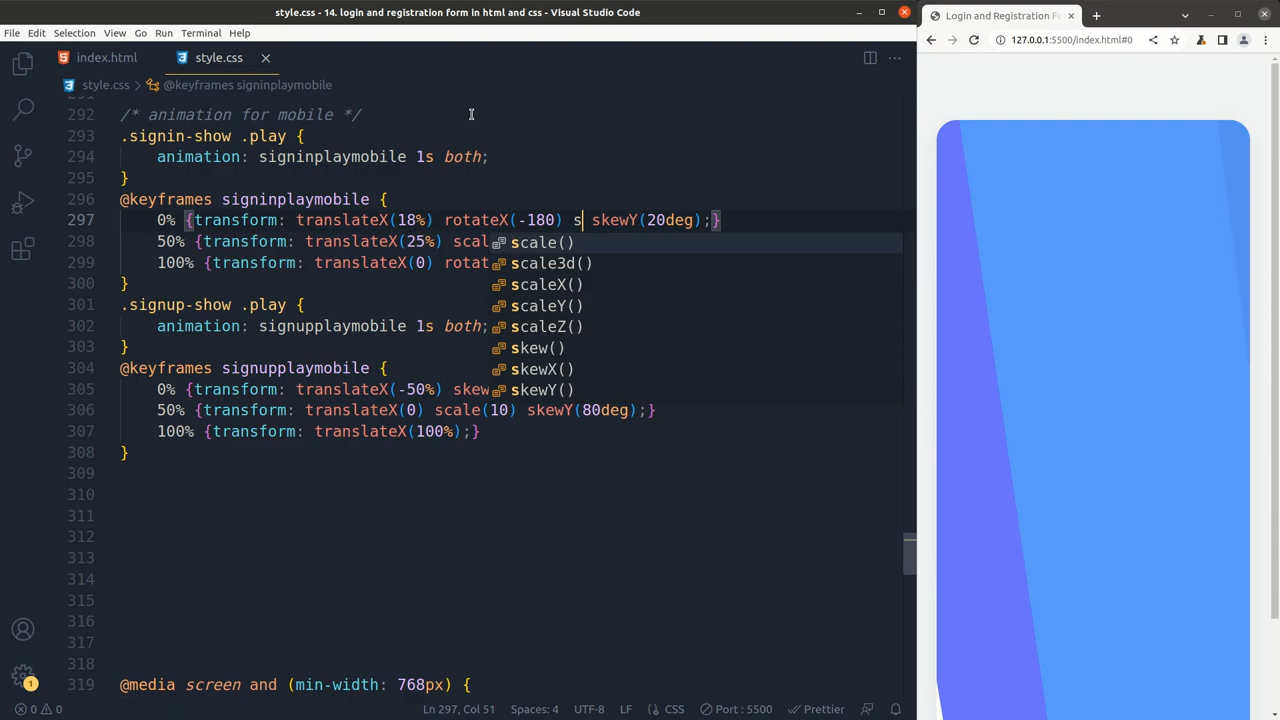 style.css - 14. login and registration form in html and css - Visual Studio Code
File Edit Selection View Go Run Terminal Help
index.html
style.css
style.css > @keyframes signinplaymobile
292 /* animation for mobile */
293 .signin-show .play {
294 animation: signinplaymobile 1s both;
295 }
296 @keyframes signinplaymobile {
297 0% {transform: translateX(18%) rotateX(-180) s skewY(20deg);}
298 50% {transform: translateX(25%) scal
299 100% {transform: translateX(0) rotat
300 }
301 .signup-show .play {
302 animation: signupplaymobile 1s both;
303 }
304 @keyframes signupplaymobile {
305 0% {transform: translateX(-50%) skew
306 50% {transform: translateX(0) scale(10) skewY(80deg);}
307 100% {transform: translateX(100%);}
308 }
309
310
311
312
313
314
315
316
317
318
319 @media screen and (min-width: 768px) {
scale()
scale3d()
scaleX()
scaleY()
scaleZ()
skew()
skewX()
skewY()
1
0 0
Ln 297, Col 51
Spaces: 4
UTF-8
LF
CSS
Port : 5500
Prettier
Login and Registration Fo
127.0.0.1:5500/index.html#0